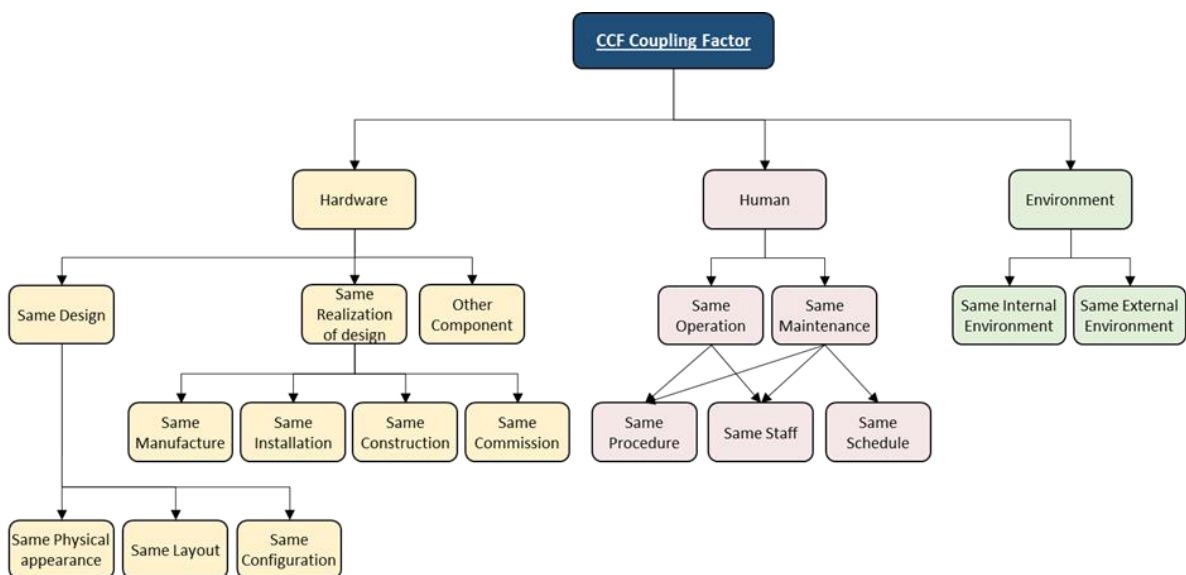 CCF Coupling Factor
Hardware
Human
Environment
Same Design
Same
Realization
of design
Other
Component
Same
Operation
Same
Maintenance
Same Internal
Environment
Same External
Environment
Same
Manufacture
Same
Installation
Same
Construction
Same
Commission
Same
Procedure
Same Staff
Same
Schedule
Same Physical
appearance
Same Layout
Same
Configuration